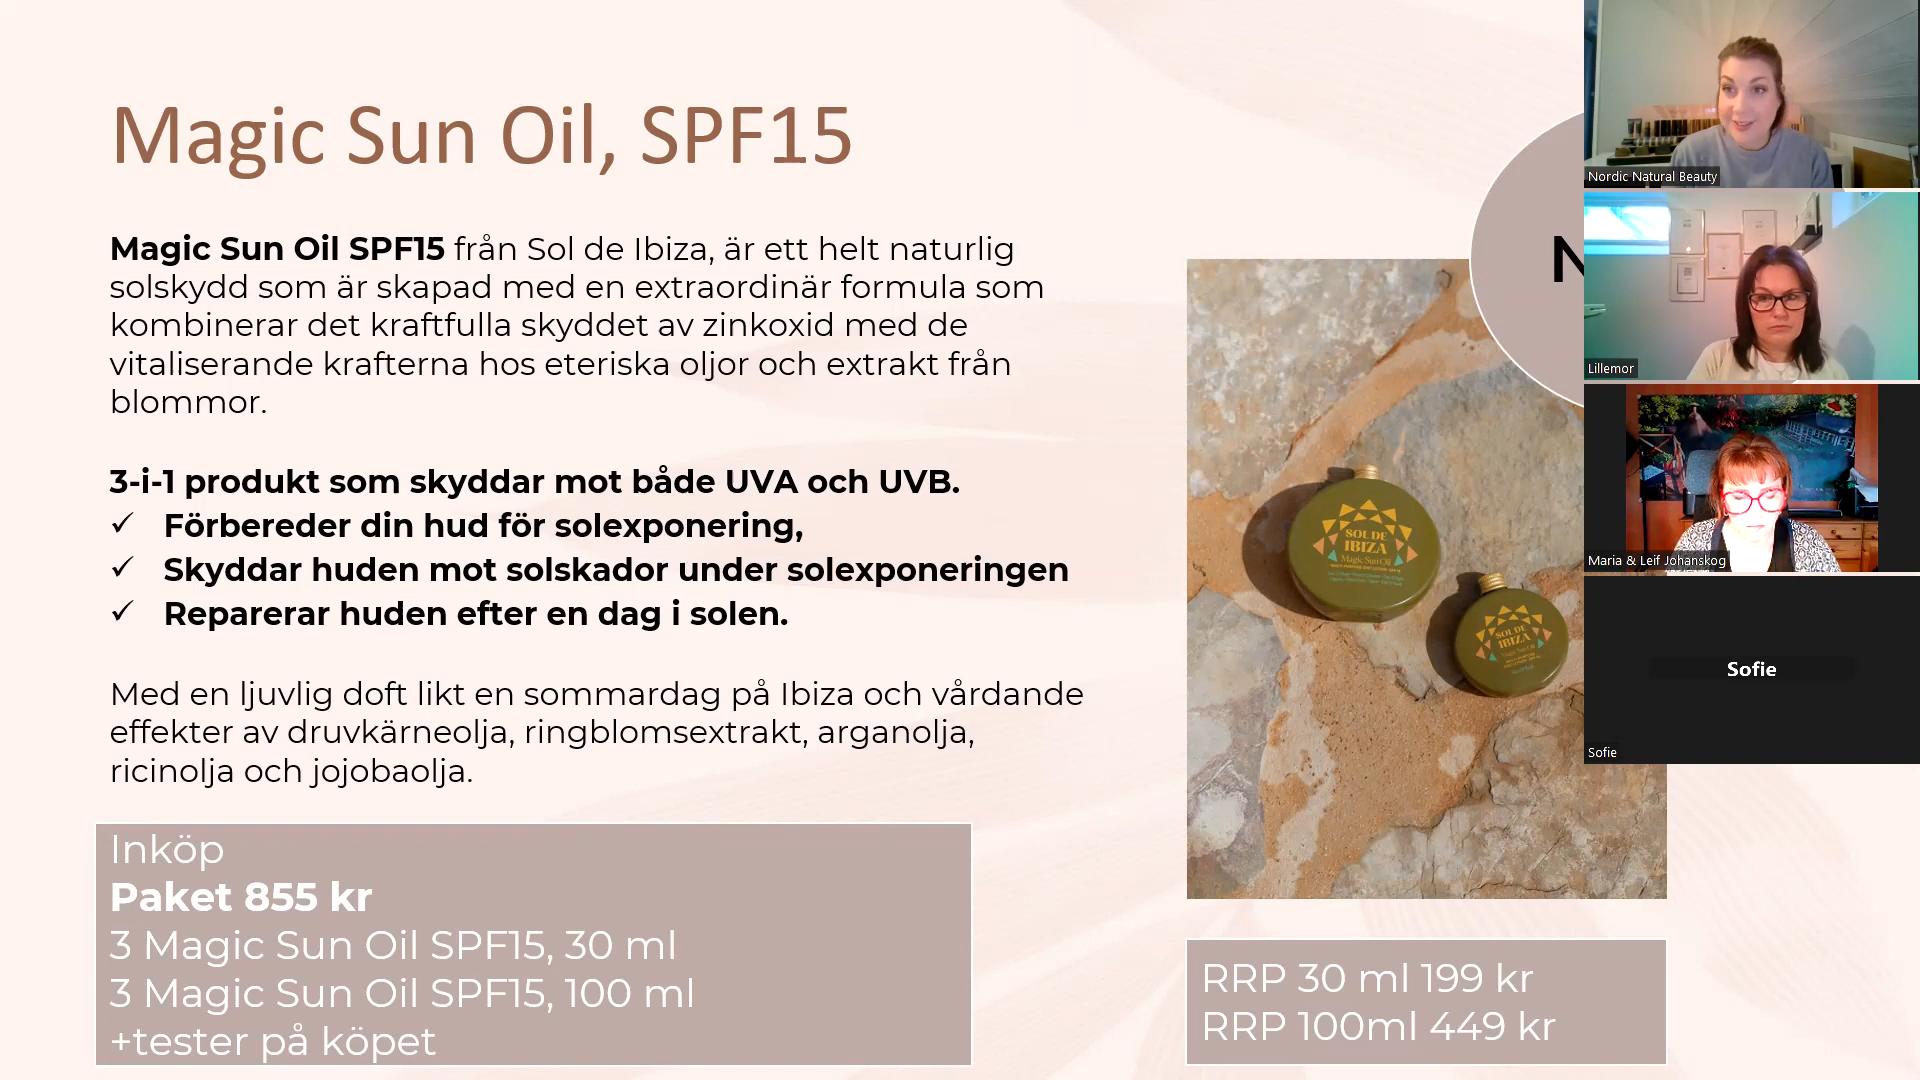 Magic Sun Oil, SPF15
Magic Sun Oil SPF15 från Sol de Ibiza, är ett helt naturlig
solskydd som är skapad med en extraordinär formula som
kombinerar det kraftfulla skyddet av zinkoxid med de
vitaliserande krafterna hos eteriska oljor och extrakt från
blommor.
3-i-1 produkt som skyddar mot både UVA och UVB.
✓ Förbereder din hud för solexponering,
✓ Skyddar huden mot solskador under solexponeringen
✓ Reparerar huden efter en dag i solen.
Med en ljuvlig doft likt en sommardag på Ibiza och vårdande
effekter av druvkärneolja, ringblomsextrakt, arganolja,
ricinolja och jojobaolja.
Inköp
Paket 855 kr
3 Magic Sun Oil SPF15, 30 ml
3 Magic Sun Oil SPF15, 100 ml
+tester på köpet
SOL DE
IBIZA
Magic Sun Oil
SOL DE
IBIZA
Magic Sun Oil
RRP 30 ml 199 kr
RRP 100ml 449 kr
Nordic Natural Beauty
Lillemor
Maria & Leif Johanskog
Sofie
Sofie